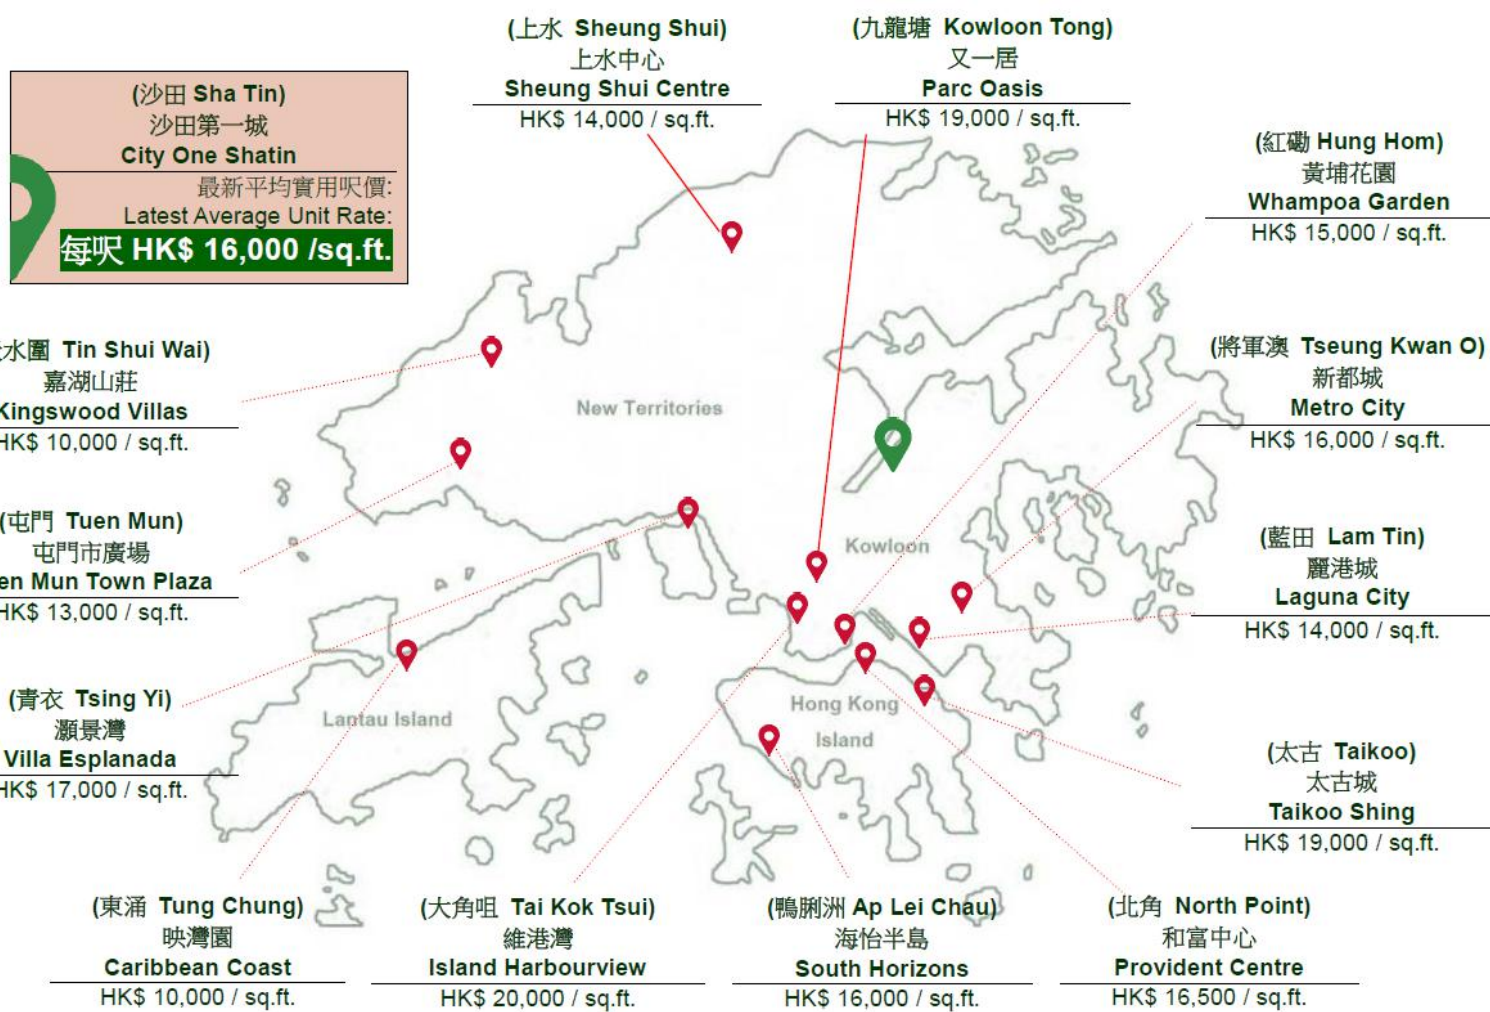 (上水 Sheung Shui)
上水中心
Sheung Shui Centre
HK$ 14,000 / sq.ft.
(九龍塘 Kowloon Tong)
又一居
Parc Oasis
HK$ 19,000 / sq.ft.
(沙田 Sha Tin)
沙田第一城
City One Shatin
最新平均實用呎價:
Latest Average Unit Rate:
每呎 HK$ 16,000 /sq.ft.
(紅磡 Hung Hom)
黃埔花園
Whampoa Garden
HK$ 15,000 / sq.ft.
水圍 Tin Shui Wai)
嘉湖山莊
Kingswood Villas
HK$ 10,000 / sq.ft.
(將軍澳 Tseung Kwan O)
新都城
Metro City
HK$ 16,000 / sq.ft.
New Territories
(屯門 Tuen Mun)
屯門市廣場
en Mun Town Plaza
HK$ 13,000 / sq.ft.
Kowloon
(藍田 Lam Tin)
麗港城
Laguna City
HK$ 14,000 / sq.ft.
(青衣 Tsing Yi)
灝景灣
Villa Esplanada
HK$ 17,000 / sq.ft.
Lantau Island
Hong Kong
Island
(太古 Taikoo)
太古城
Taikoo Shing
HK$ 19,000 / sq.ft.
(東涌 Tung Chung)
映灣園
Caribbean Coast
HK$ 10,000 / sq.ft.
(大角咀 Tai Kok Tsui)
維港灣
Island Harbourview
HK$ 20,000 / sq.ft.
(鴨脷洲 Ap Lei Chau)
海怡半島
South Horizons
HK$ 16,000 / sq.ft.
(北角 North Point)
和富中心
Provident Centre
HK$ 16,500 / sq.ft.